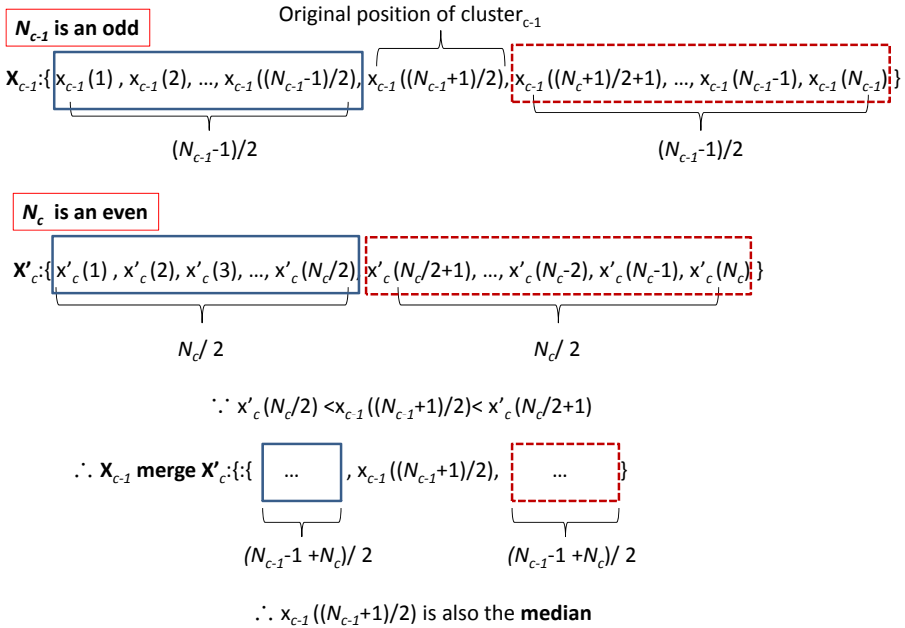 Original position of cluster_{c-1}
N_{c-1} is an odd
X_{c-1}:{ x_{c-1}(1) , x_{c-1}(2), ..., x_{c-1}((N_{c-1}-1)/2), x_{c-1}((N_{c-1}+1)/2), x_{c-1}((N_c+1)/2+1), ..., x_{c-1}(N_{c-1}-1), x_{c-1}(N_{c-1}) }
(N_{c-1}-1)/2 (N_{c-1}-1)/2
N_c is an even
X'_c:{ x'_c(1) , x'_c(2), x'_c(3), ..., x'_c(N_c/2), x'_c(N_c/2+1), ..., x'_c(N_c-2), x'_c(N_c-1), x'_c(N_c) }
N_c/ 2 N_c/ 2
∵ x'_c(N_c/2) <x_{c-1}((N_{c-1}+1)/2)< x'_c(N_c/2+1)
∴ X_{c-1} merge X'_c:{:{ ... , x_{c-1}((N_{c-1}+1)/2), ... }
(N_{c-1}-1 +N_c)/ 2 (N_{c-1}-1 +N_c)/ 2
∴ x_{c-1}((N_{c-1}+1)/2) is also the median